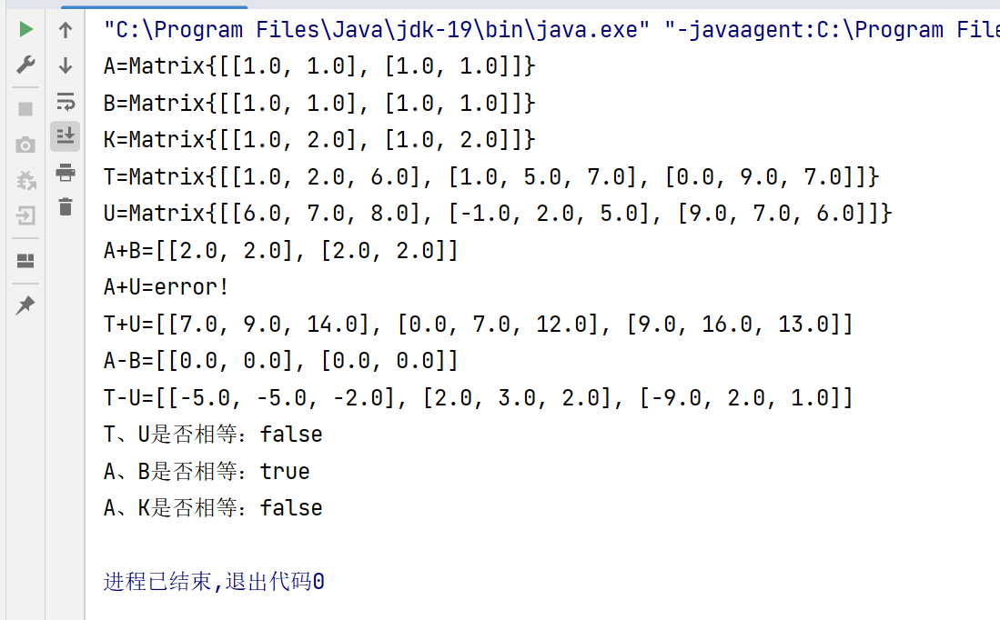 "C:\Program Files\Java\jdk-19\bin\java.exe" "-javaagent:C:\Program
A=Matrix{[[1.0, 1.0], [1.0, 1.0]]}
B=Matrix{[[1.0, 1.0], [1.0, 1.0]]}
K=Matrix{[[1.0, 2.0], [1.0, 2.0]]}
T=Matrix{[[1.0, 2.0, 6.0], [1.0, 5.0, 7.0], [0.0, 9.0, 7.0]]}
U=Matrix{[[6.0, 7.0, 8.0], [-1.0, 2.0, 5.0], [9.0, 7.0, 6.0]]}
A+B=[[2.0, 2.0], [2.0, 2.0]]
A+U=error!
T+U=[[7.0, 9.0, 14.0], [0.0, 7.0, 12.0], [9.0, 16.0, 13.0]]
A-B=[[0.0, 0.0], [0.0, 0.0]]
T-U=[[-5.0, -5.0, -2.0], [2.0, 3.0, 2.0], [-9.0, 2.0, 1.0]]
T、U是否相等：false
A、B是否相等：true
A、K是否相等：false
进程已结束,退出代码0